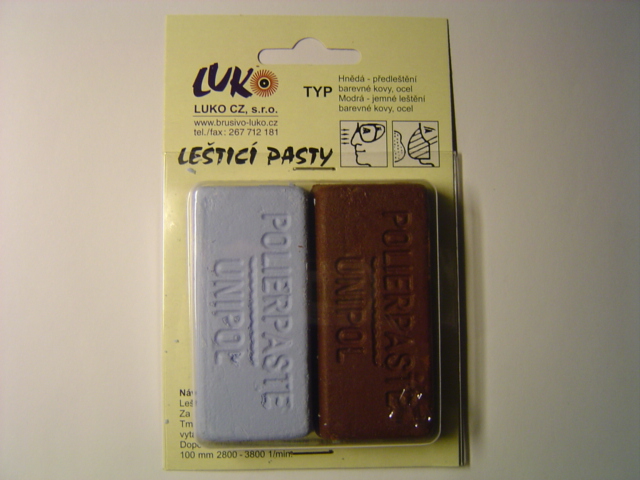 LUKO
LUKO CZ, s.r.o.
www.brusivo-luko.cz
tel./fax: 267 712 181
TYP
Hnědá - předleštění
barevné kovy, ocel
Modrá - jemné leštění
barevné kovy, ocel
LEŠTICÍ PASTY
POLIERPASTE
UNIPOL
POLIERPASTE
UNIPOL
Za
100 mm 2800 - 3800 1/min